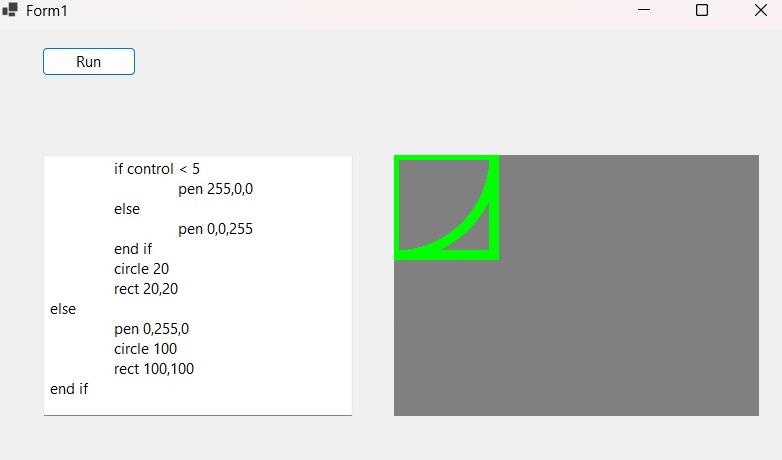 Form1
Run
if control < 5
pen 255,0,0
else
pen 0,0,255
end if
circle 20
rect 20,20
else
pen 0,255,0
circle 100
rect 100,100
end if